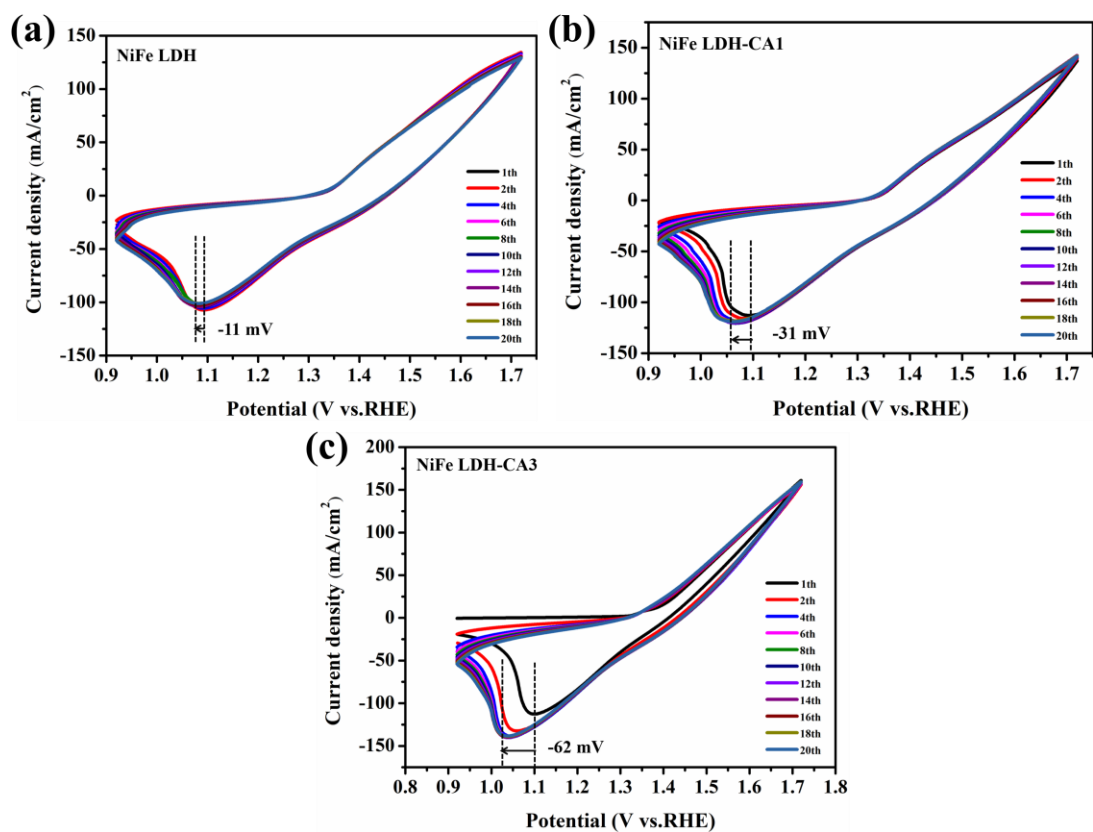 (a)
NiFe LDH
Current density (mA/cm²)
150
100
50
0
-50
-100
-150
1th
2th
4th
6th
8th
10th
12th
14th
16th
18th
20th
-11 mV
0.9 1.0 1.1 1.2 1.3 1.4 1.5 1.6 1.7
Potential (V vs.RHE)
(b)
NiFe LDH-CA1
Current density (mA/cm²)
150
100
50
0
-50
-100
-150
1th
2th
4th
6th
8th
10th
12th
14th
16th
18th
20th
-31 mV
0.9 1.0 1.1 1.2 1.3 1.4 1.5 1.6 1.7
Potential (V vs.RHE)
(c)
NiFe LDH-CA3
Current density (mA/cm²)
200
150
100
50
0
-50
-100
-150
1th
2th
4th
6th
8th
10th
12th
14th
16th
18th
20th
-62 mV
0.8 0.9 1.0 1.1 1.2 1.3 1.4 1.5 1.6 1.7 1.8
Potential (V vs.RHE)